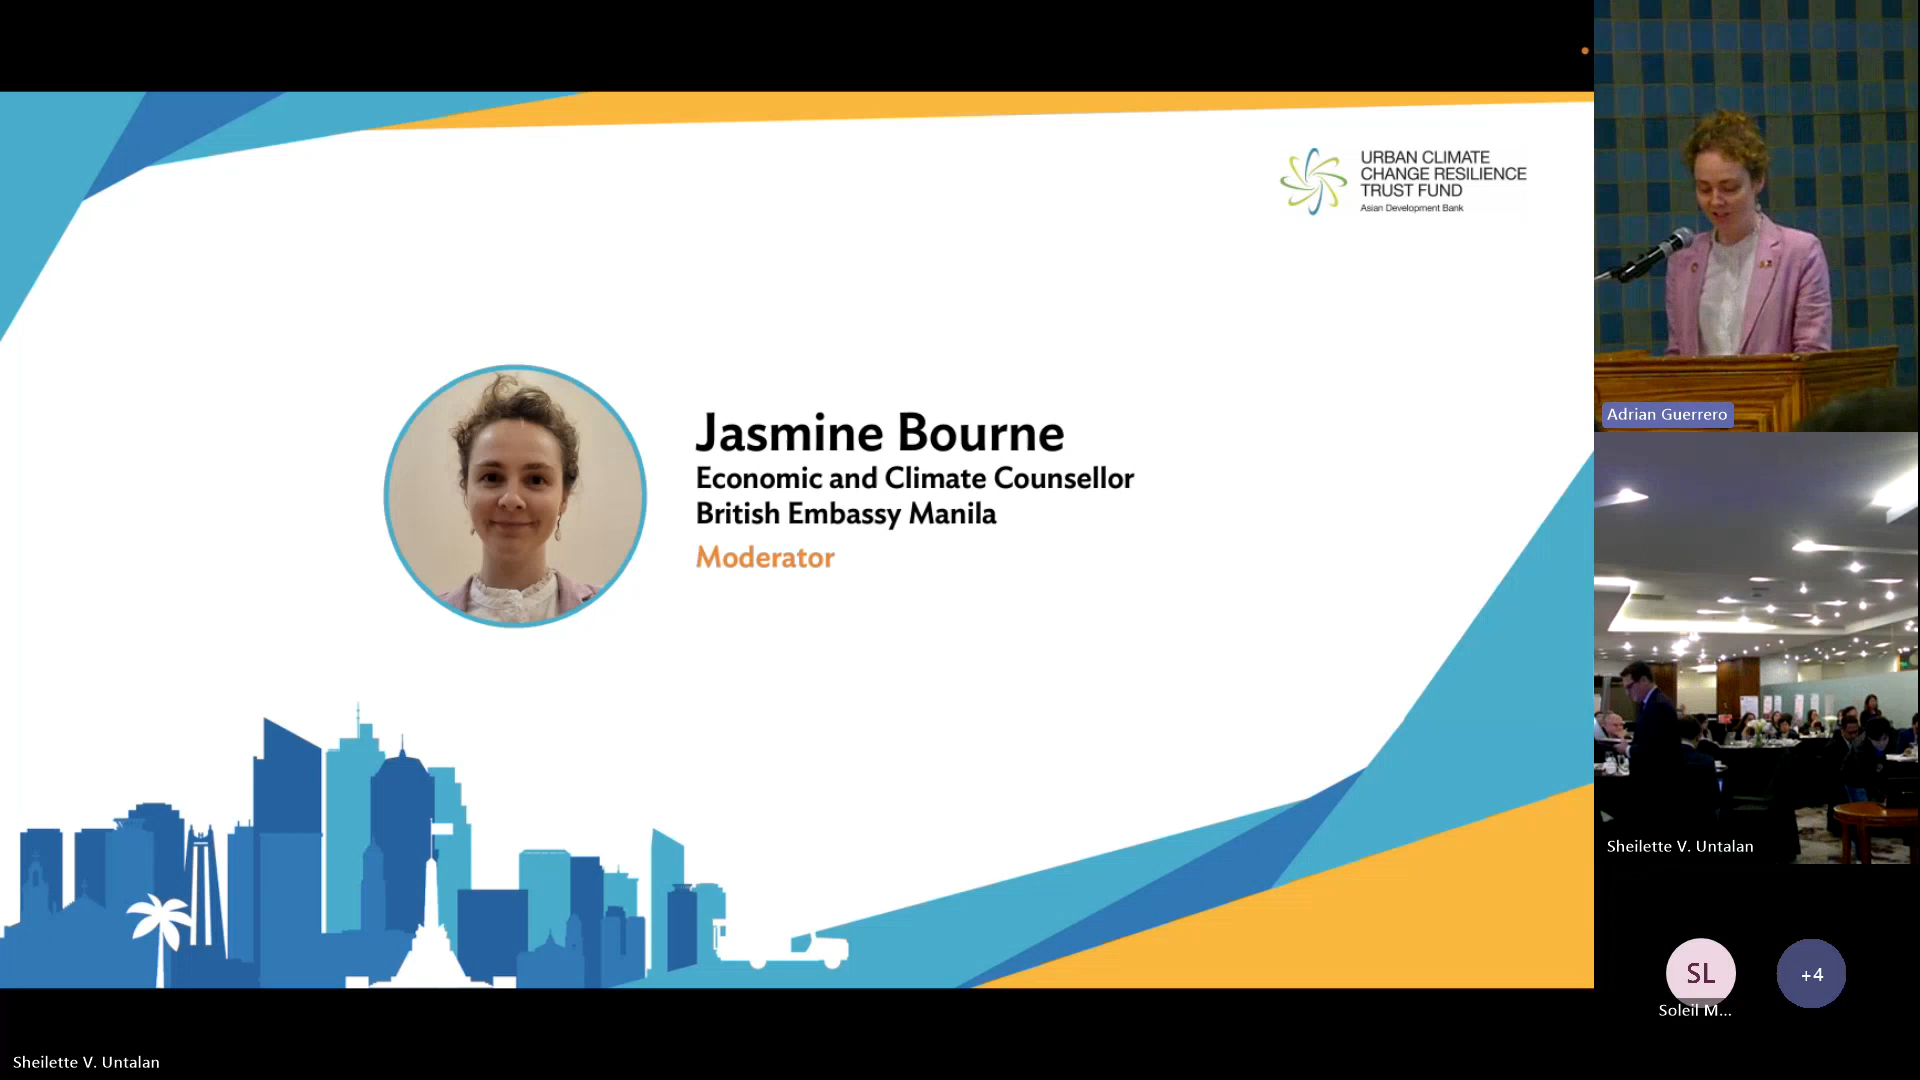 URBAN CLIMATE
CHANGE RESILIENCE
TRUST FUND
Asian Development Bank
Jasmine Bourne
Economic and Climate Counsellor
British Embassy Manila
Moderator
Adrian Guerrero
Sheilette V. Untalan
SL
+4
Soleil M...
Sheilette V. Untalan